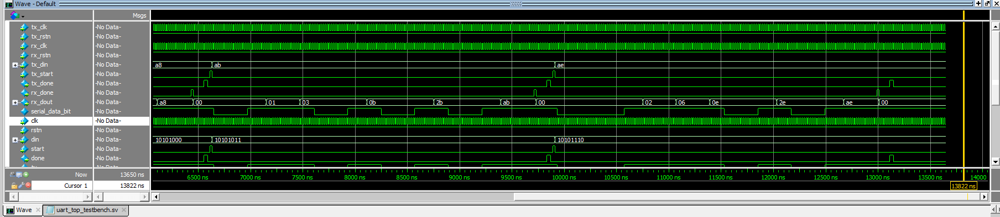 Wave - Default
Msgs
tx_clk -No Data-
tx_rstn -No Data-
rx_clk -No Data-
rx_rstn -No Data-
tx_din -No Data- a8 ab ae
tx_start -No Data-
tx_done -No Data-
rx_done -No Data-
rx_dout -No Data- a8 00 01 03 0b 2b ab 00 02 06 0e 2e ae 00
serial_data_bit -No Data-
clk -No Data-
rstn -No Data-
din -No Data- 10101000 10101011 10101110
start -No Data-
done -No Data-
Now 13650 ns 6500 ns 7000 ns 7500 ns 8000 ns 8500 ns 9000 ns 9500 ns 10000 ns 10500 ns 11000 ns 11500 ns 12000 ns 12500 ns 13000 ns 13500 ns 14000 ns
Cursor 1 13822 ns 13822 ns
Wave uart_top_testbench.sv